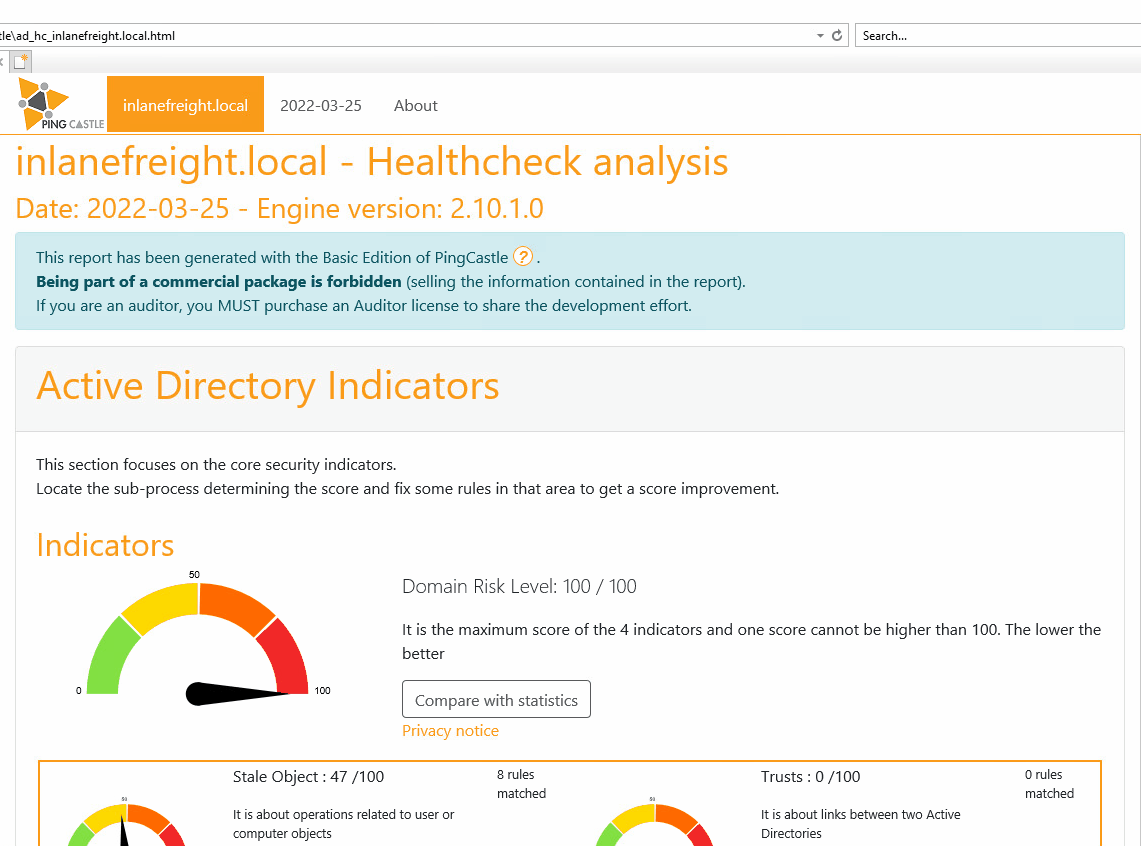 tle\ad_hc_inlanefreight.local.html
Search...
PING CASTLE
inlanefreight.local 2022-03-25 About
inlanefreight.local - Healthcheck analysis
Date: 2022-03-25 - Engine version: 2.10.1.0
This report has been generated with the Basic Edition of PingCastle ? .
Being part of a commercial package is forbidden (selling the information contained in the report).
If you are an auditor, you MUST purchase an Auditor license to share the development effort.
Active Directory Indicators
This section focuses on the core security indicators.
Locate the sub-process determining the score and fix some rules in that area to get a score improvement.
Indicators
0
50
100
Domain Risk Level: 100 / 100
It is the maximum score of the 4 indicators and one score cannot be higher than 100. The lower the
better
Compare with statistics
Privacy notice
50
Stale Object : 47 /100
8 rules
matched
It is about operations related to user or
computer objects
50
Trusts : 0 /100
0 rules
matched
It is about links between two Active
Directories